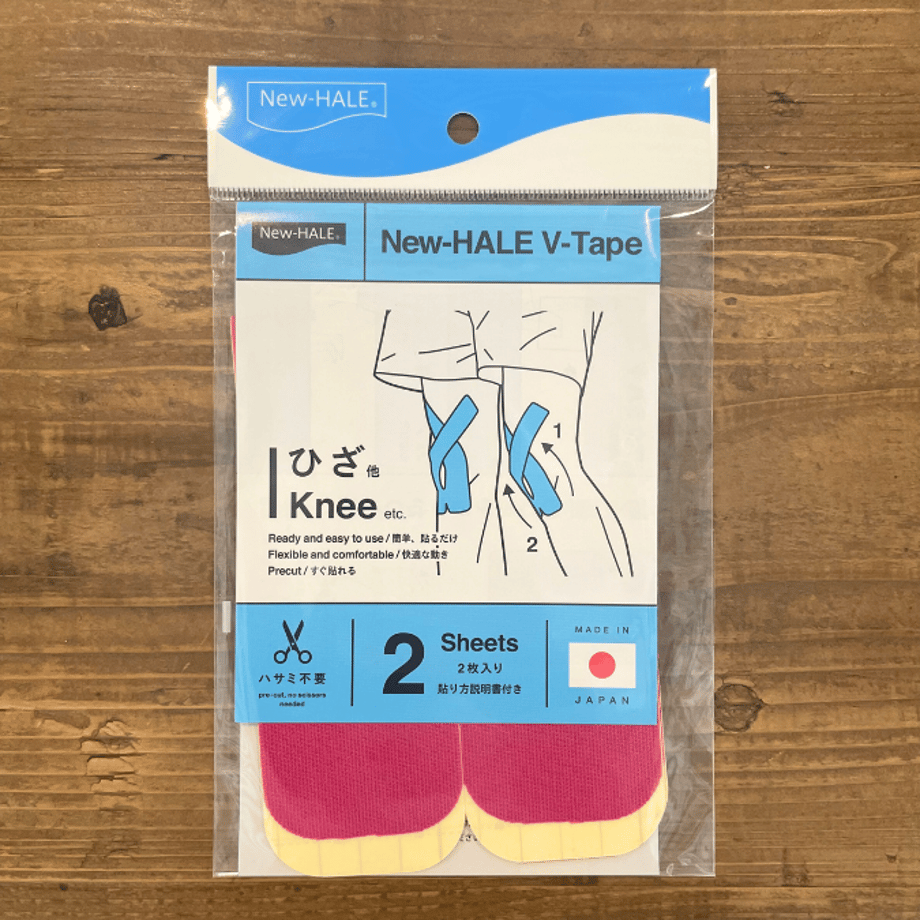 New-HALE®
New-HALE®
New-HALE V-Tape
1
ひざ他
Knee etc.
2
Ready and easy to use / 簡単、貼るだけ
Flexible and comfortable / 快適な動き
Precut / すぐ貼れる
ハサミ不要
pre-cut, no scissors
needed
2 Sheets
2枚入り
貼り方説明書付き
MADE IN
JAPAN